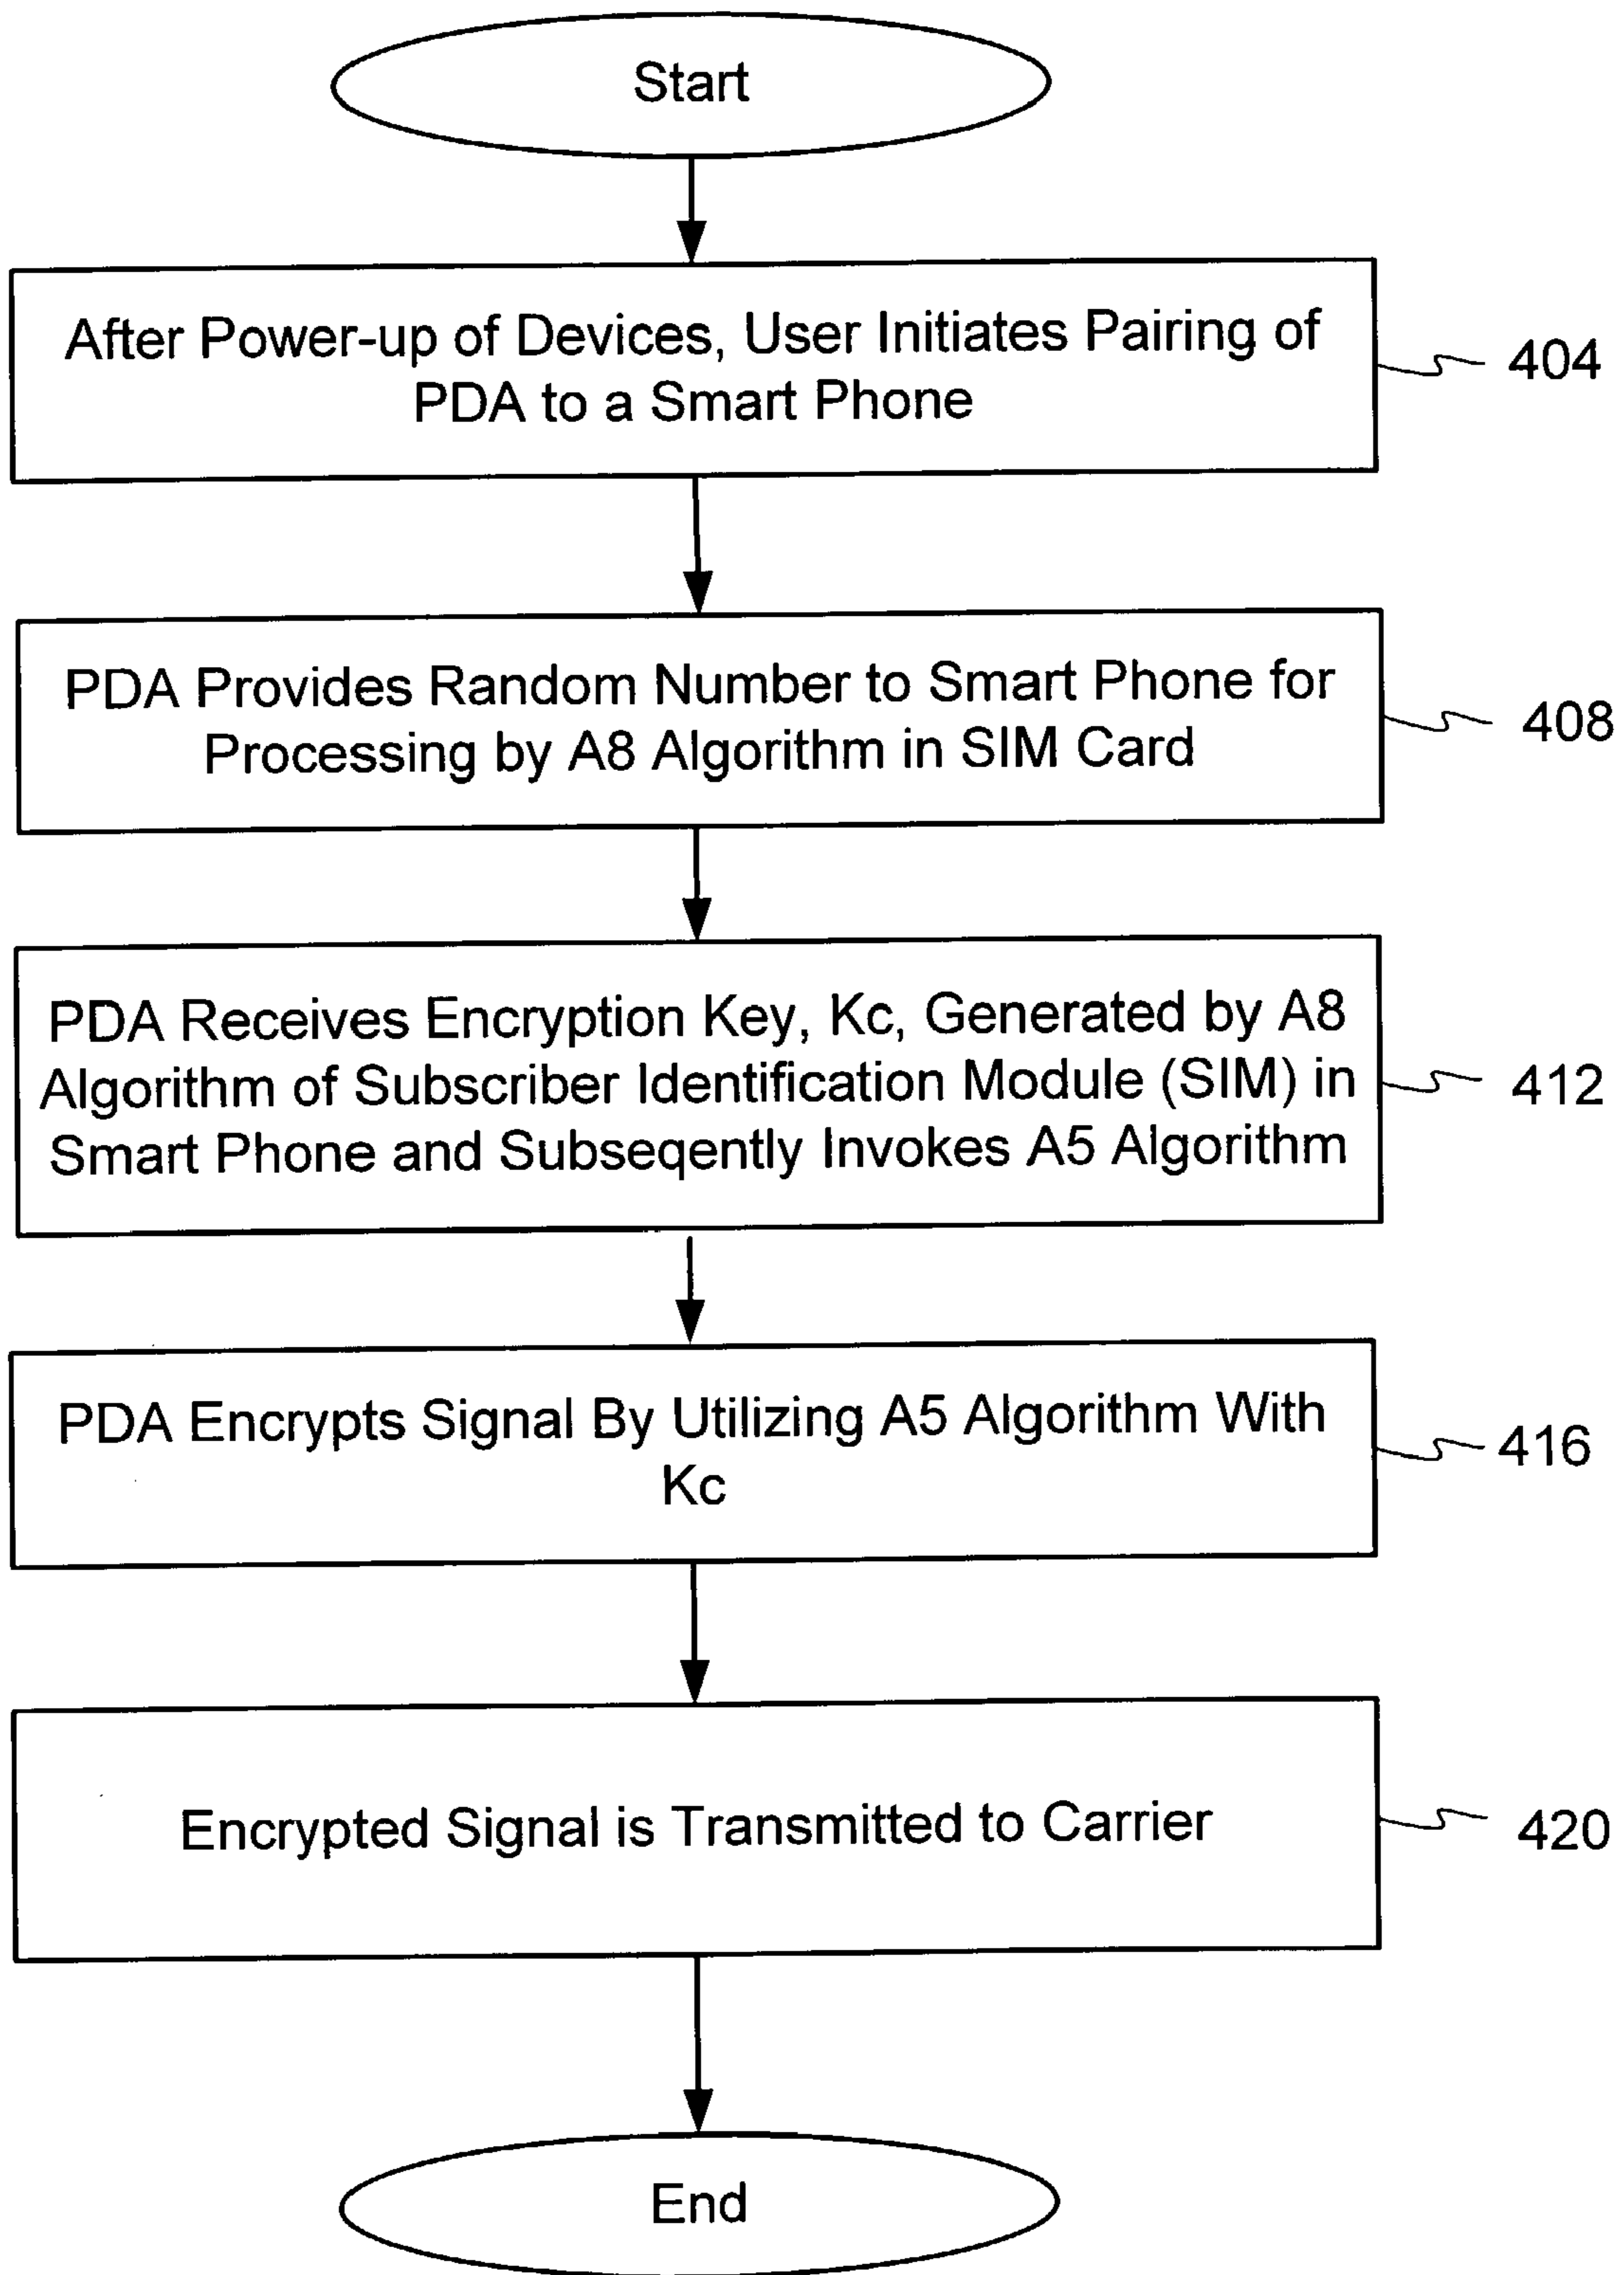 Start
After Power-up of Devices, User Initiates Pairing of
PDA to a Smart Phone
404
PDA Provides Random Number to Smart Phone for
Processing by A8 Algorithm in SIM Card
408
PDA Receives Encryption Key, Kc, Generated by A8
Algorithm of Subscriber Identification Module (SIM) in
Smart Phone and Subseqently Invokes A5 Algorithm
412
PDA Encrypts Signal By Utilizing A5 Algorithm With
Kc
416
Encrypted Signal is Transmitted to Carrier
420
End